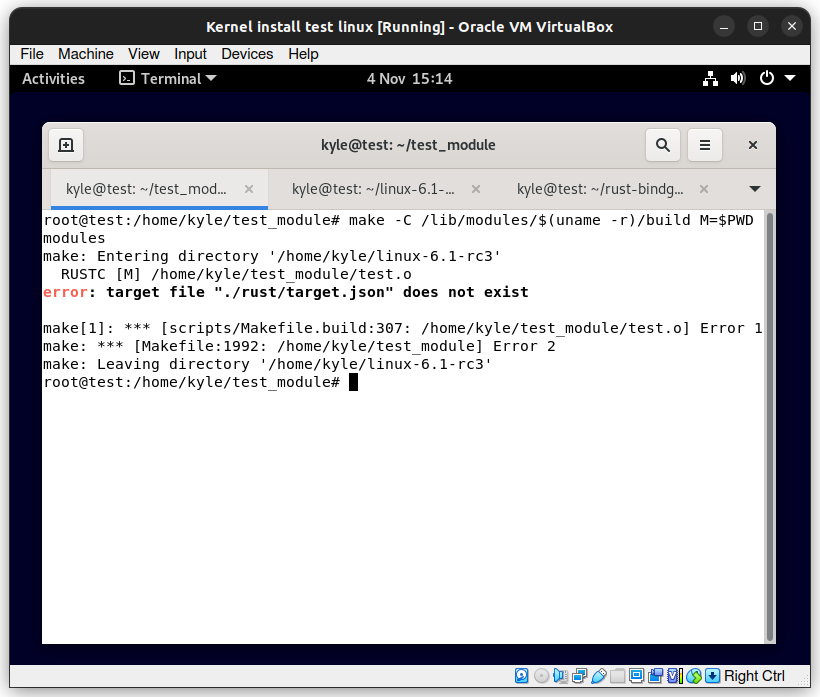 Kernel install test linux [Running] - Oracle VM VirtualBox
File Machine View Input Devices Help
Activities Terminal 4 Nov 15:14
kyle@test: ~/test_module
kyle@test: ~/test_mod... kyle@test: ~/linux-6.1-... kyle@test: ~/rust-bindg...
root@test:/home/kyle/test_module# make -C /lib/modules/$(uname -r)/build M=$PWD
modules
make: Entering directory '/home/kyle/linux-6.1-rc3'
  RUSTC [M] /home/kyle/test_module/test.o
error: target file "./rust/target.json" does not exist
make[1]: *** [scripts/Makefile.build:307: /home/kyle/test_module/test.o] Error 1
make: *** [Makefile:1992: /home/kyle/test_module] Error 2
make: Leaving directory '/home/kyle/linux-6.1-rc3'
root@test:/home/kyle/test_module#
Right Ctrl